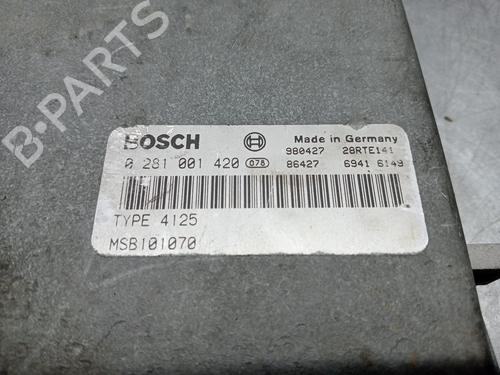 B-PARTS
BOSCH
Made in Germany
0 281 001 420 078
980427 28RTE141
86427 6941 6149
TYPE 4125
MSB101070